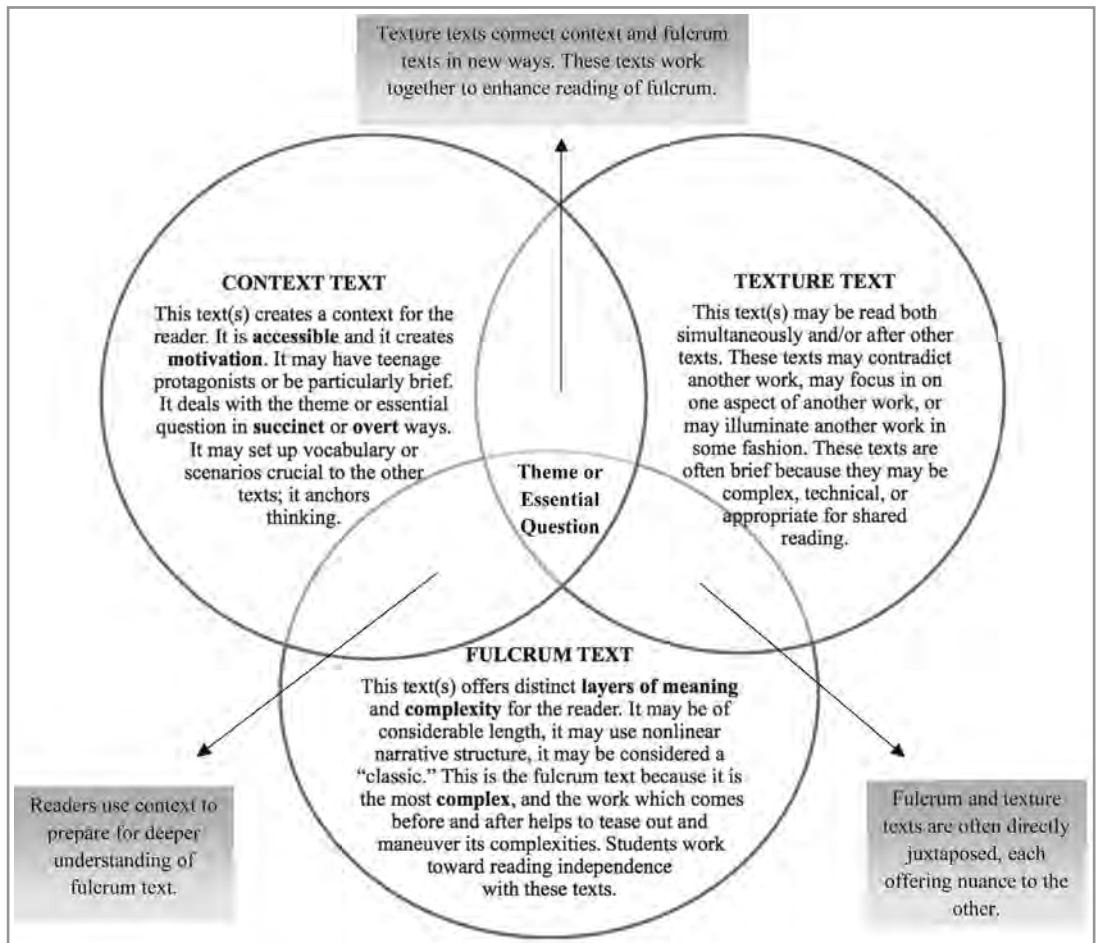 Texture texts connect context and fulcrum
texts in new ways. These texts work
together to enhance reading of fulcrum.
CONTEXT TEXT
This text(s) creates a context for the
reader. It is accessible and it creates
motivation. It may have teenage
protagonists or be particularly brief.
It deals with the theme or essential
question in succinct or overt ways.
It may set up vocabulary or
scenarios crucial to the other
texts; it anchors
thinking.
TEXTURE TEXT
This text(s) may be read both
simultaneously and/or after other
texts. These texts may contradict
another work, may focus in on
one aspect of another work, or
may illuminate another work in
some fashion. These texts are
often brief because they may be
complex, technical, or
appropriate for shared
reading.
Theme or
Essential
Question
FULCRUM TEXT
This text(s) offers distinct layers of meaning
and complexity for the reader. It may be of
considerable length, it may use nonlinear
narrative structure, it may be considered a
“classic.” This is the fulcrum text because it is
the most complex, and the work which comes
before and after helps to tease out and
maneuver its complexities. Students work
toward reading independence
with these texts.
Readers use context to
prepare for deeper
understanding of
fulcrum text.
Fulcrum and texture
texts are often directly
juxtaposed, each
offering nuance to the
other.